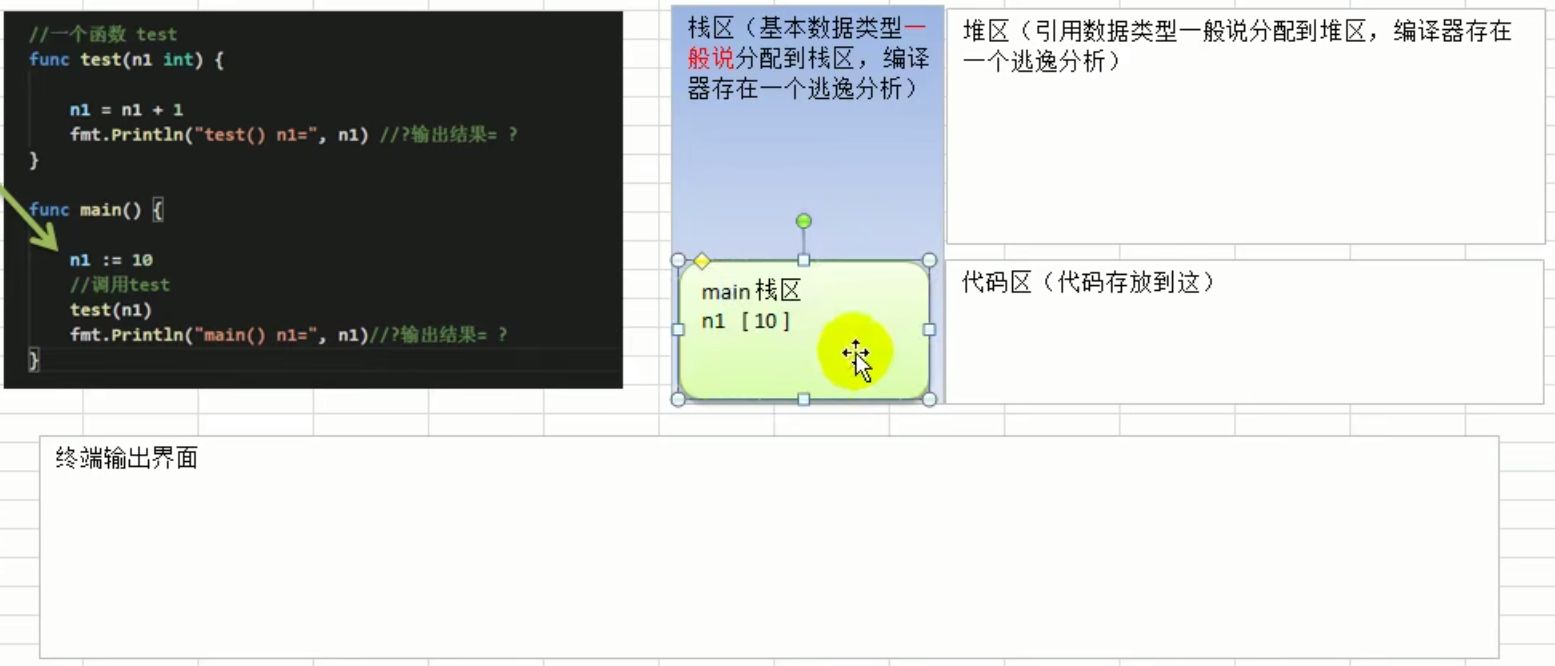 //一个函数 test
func test(n1 int) {
n1 = n1 + 1
fmt.Println("test() n1=", n1) //?输出结果= ?
}
func main() {
n1 := 10
//调用test
test(n1)
fmt.Println("main() n1=", n1)//?输出结果= ?
}
栈区（基本数据类型一
般说分配到栈区，编译
器存在一个逃逸分析）
main 栈区
n1 [ 10 ]
堆区（引用数据类型一般说分配到堆区，编译器存在
一个逃逸分析）
代码区（代码存放到这）
终端输出界面